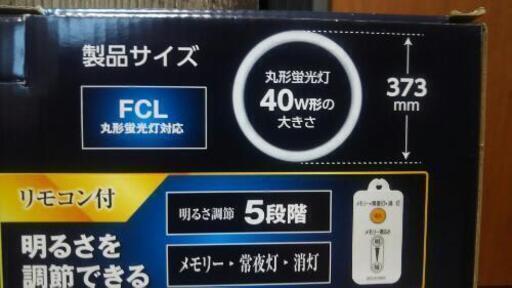 製品サイズ
FCL
丸形蛍光灯対応
丸形蛍光灯
40W形の
大きさ
373
mm
リモコン付
明るさを
調節できる
明るさ調節 5段階
メモリー・常夜灯・消灯